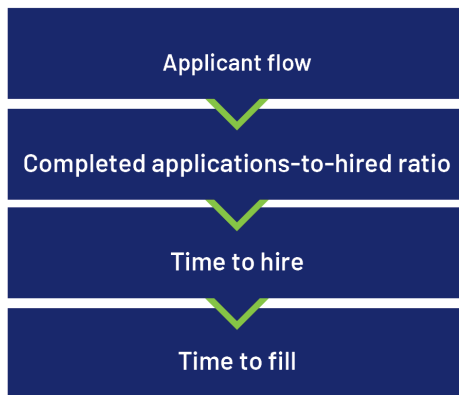 Applicant flow
Completed applications-to-hired ratio
Time to hire
Time to fill